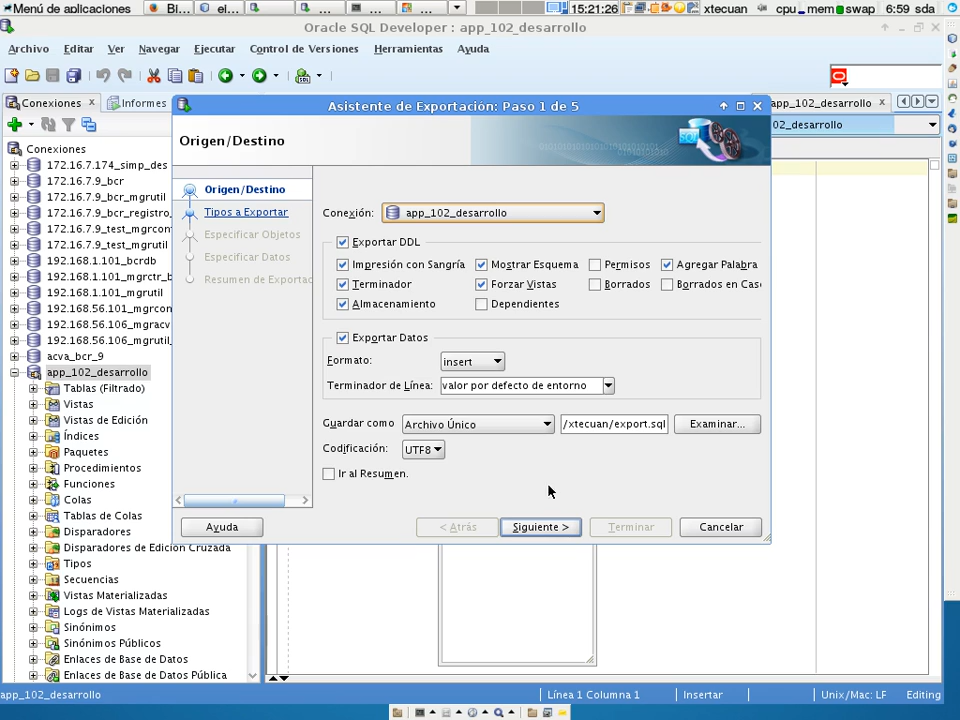 Menú de aplicaciones
Bi...
el...
...
...
...
...
15:21:26
xtecuan
cpu
mem
swap
6:59
sda
Oracle SQL Developer : app_102_desarrollo
Archivo Editar Ver Navegar Ejecutar Control de Versiones Herramientas Ayuda
Conexiones
Informes
app_102_desarrollo
02_desarrollo
Conexiones
172.16.7.174_simp_des
172.16.7.9_bcr
172.16.7.9_bcr_mgrutil
172.16.7.9_bcr_registro_
172.16.7.9_test_mgrcont
172.16.7.9_test_mgrutil
192.168.1.101_bcrdb
192.168.1.101_mgrctr_b
192.168.1.101_mgrutil
192.168.56.101_mgrcon
192.168.56.106_mgracv
192.168.56.106_mgrutil_
acva_bcr_9
app_102_desarrollo
Tablas (Filtrado)
Vistas
Vistas de Edición
Índices
Paquetes
Procedimientos
Funciones
Colas
Tablas de Colas
Disparadores
Disparadores de Edición Cruzada
Tipos
Secuencias
Vistas Materializadas
Logs de Vistas Materializadas
Sinónimos
Sinónimos Públicos
Enlaces de Base de Datos
Enlaces de Base de Datos Pública
Asistente de Exportación: Paso 1 de 5
Origen/Destino
Origen/Destino
Tipos a Exportar
Especificar Objetos
Especificar Datos
Resumen de Exportac
Conexión: app_102_desarrollo
Exportar DDL
Impresión con Sangría Mostrar Esquema Permisos Agregar Palabra
Terminador Forzar Vistas Borrados Borrados en Casc
Almacenamiento Dependientes
Exportar Datos
Formato: insert
Terminador de Línea: valor por defecto de entorno
Guardar como Archivo Único /xtecuan/export.sql Examinar...
Codificación: UTF8
Ir al Resumen.
Ayuda < Atrás Siguiente > Terminar Cancelar
app_102_desarrollo
Línea 1 Columna 1
Insertar
Unix/Mac: LF
Editing